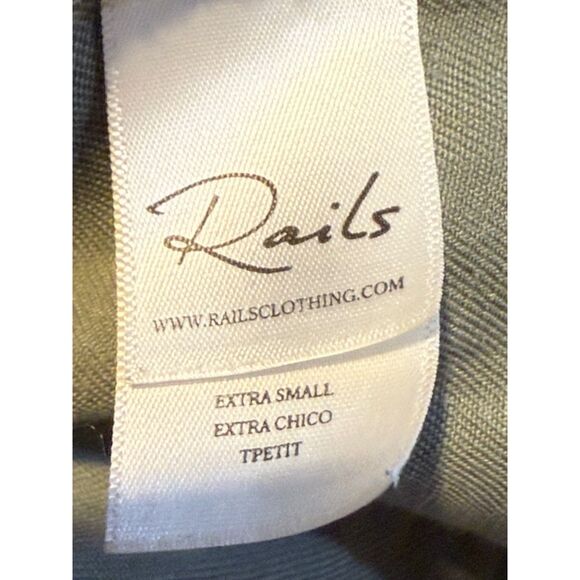 Rails
WWW.RAILSCLOTHING.COM
EXTRA SMALL
EXTRA CHICO
TPETIT